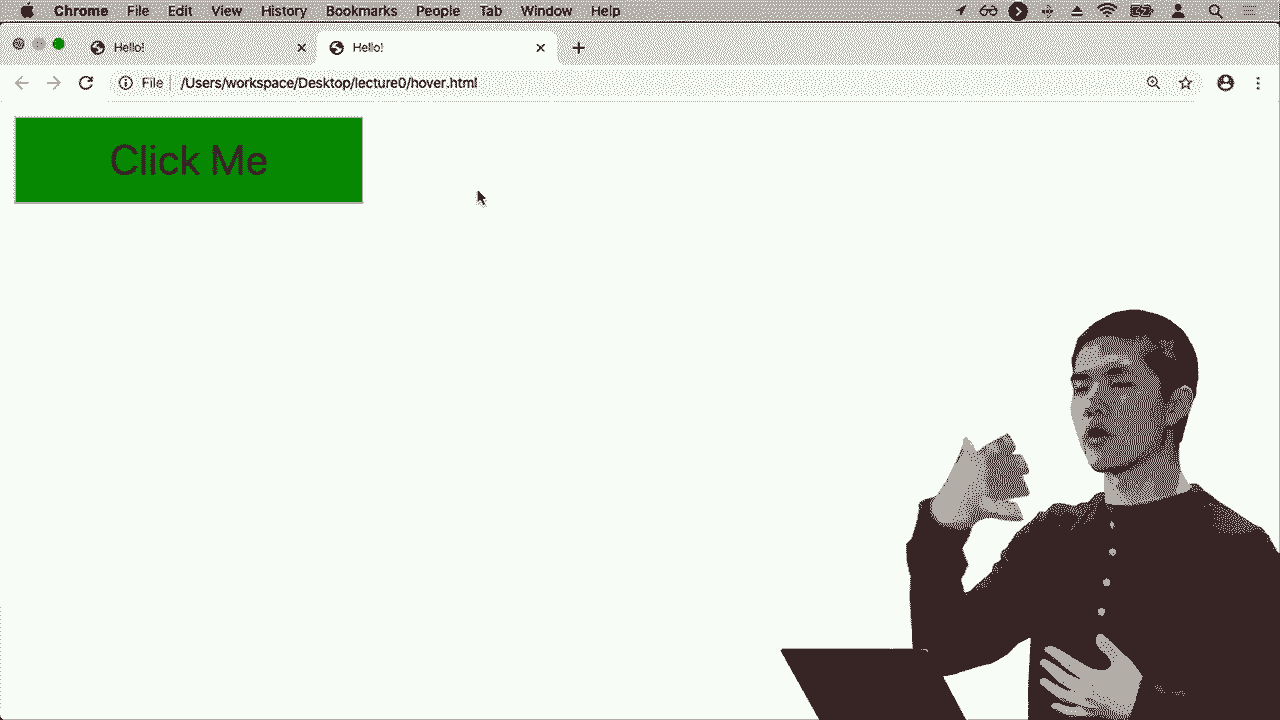 Chrome File Edit View History Bookmarks People Tab Window Help
Hello! Hello!
File /Users/workspace/Desktop/lecture0/hover.html
Click Me